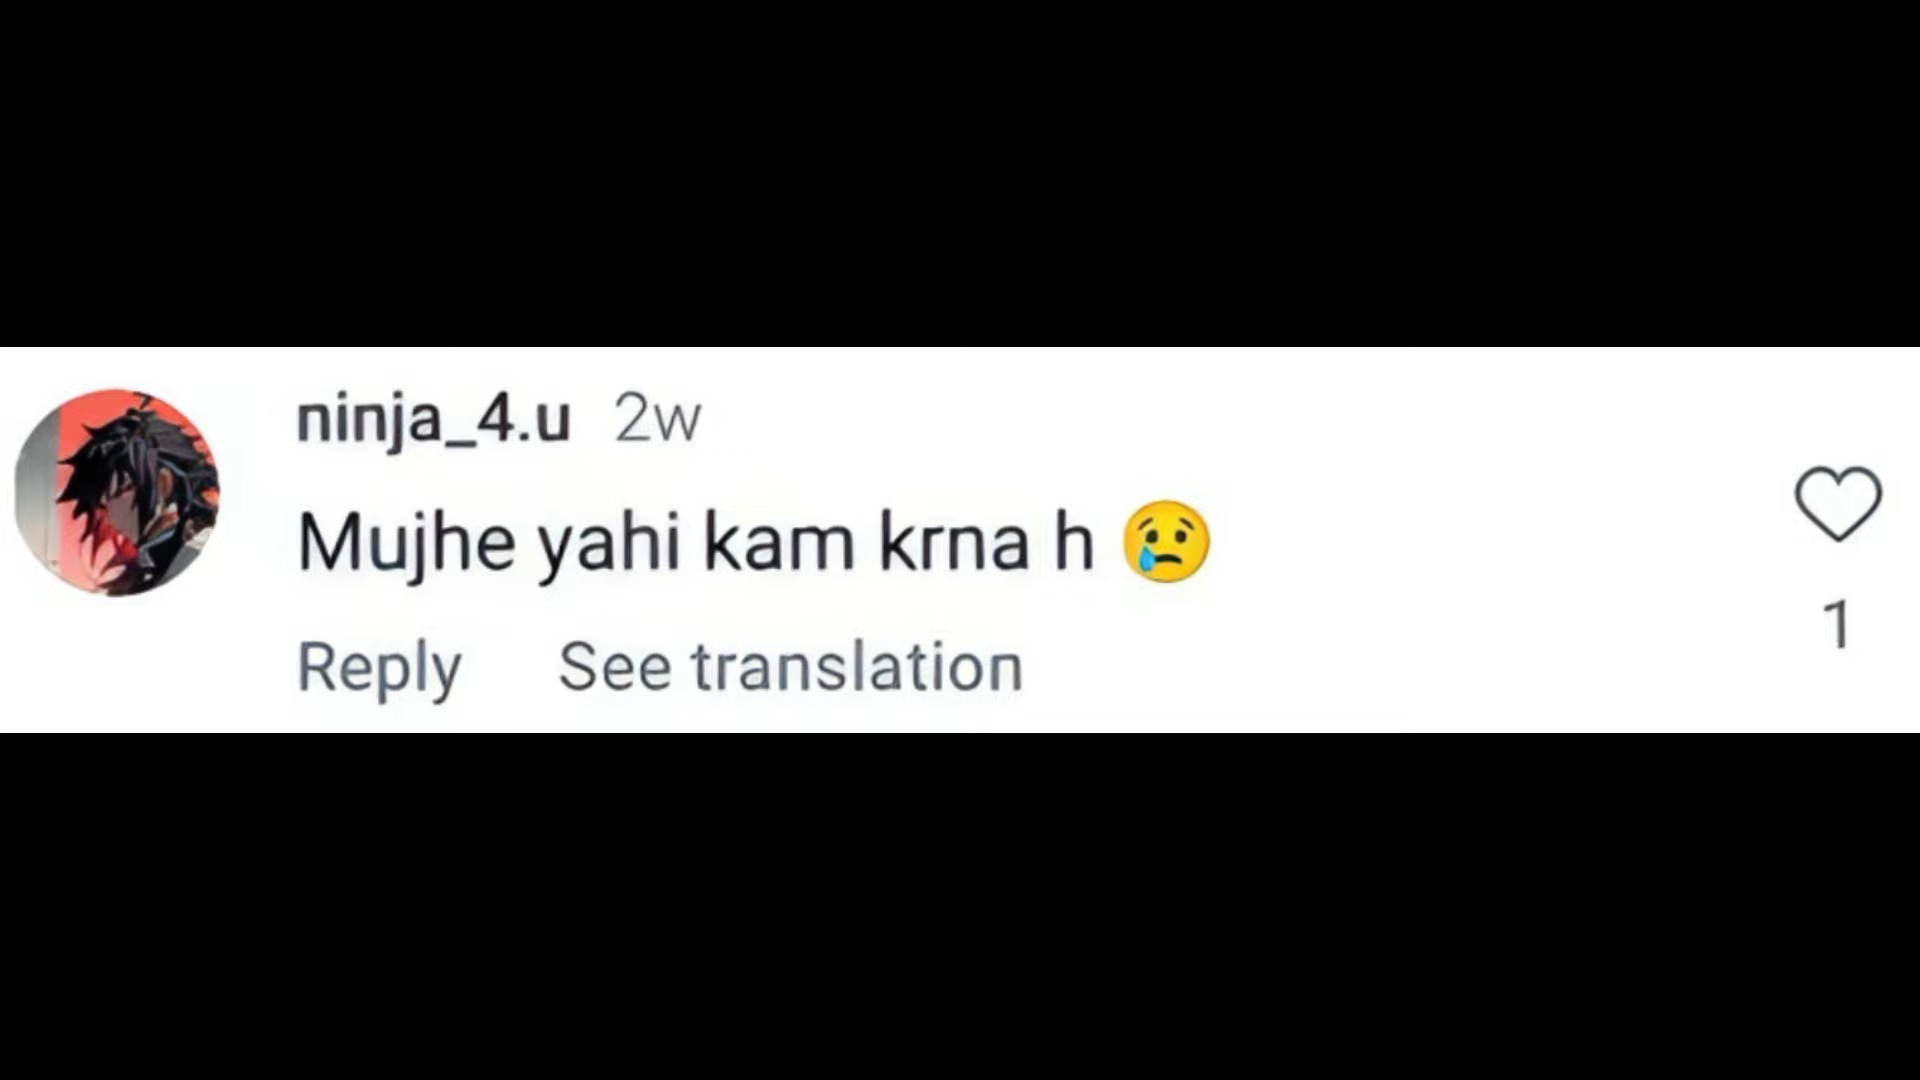 ninja_4.u 2w
Mujhe yahi kam krna h 😢
Reply See translation
1